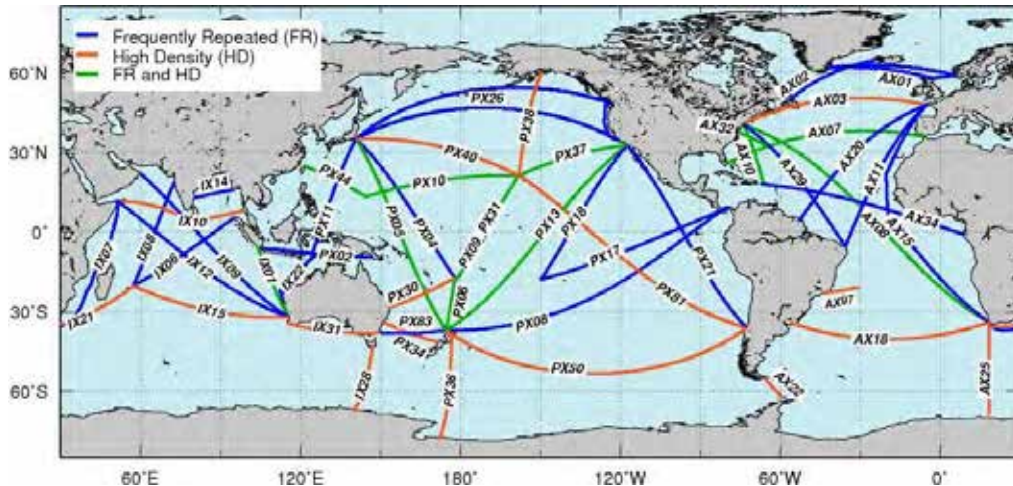 Frequently Repeated (FR)
High Density (HD)
FR and HD
60°N
30°N
0°
30°S
60°S
60°E
120°E
180°
120°W
60°W
0°
AX02
AX01
AX03
AX32
AX07
AX10
AX29
AX20
AX11
AX08
AX15
AX34
AX97
AX18
AX22
AX25
PX26
PX38
PX40
PX37
PX10
PX44
PX11
PX05
PX04
PX09
PX31
PX13
PX18
PX17
PX21
PX02
PX30
PX06
PX83
PX34
PX08
PX81
PX50
PX36
IX14
IX10
IX07
IX08
IX06
IX12
IX09
IX01
IX22
IX21
IX15
IX31
IX28